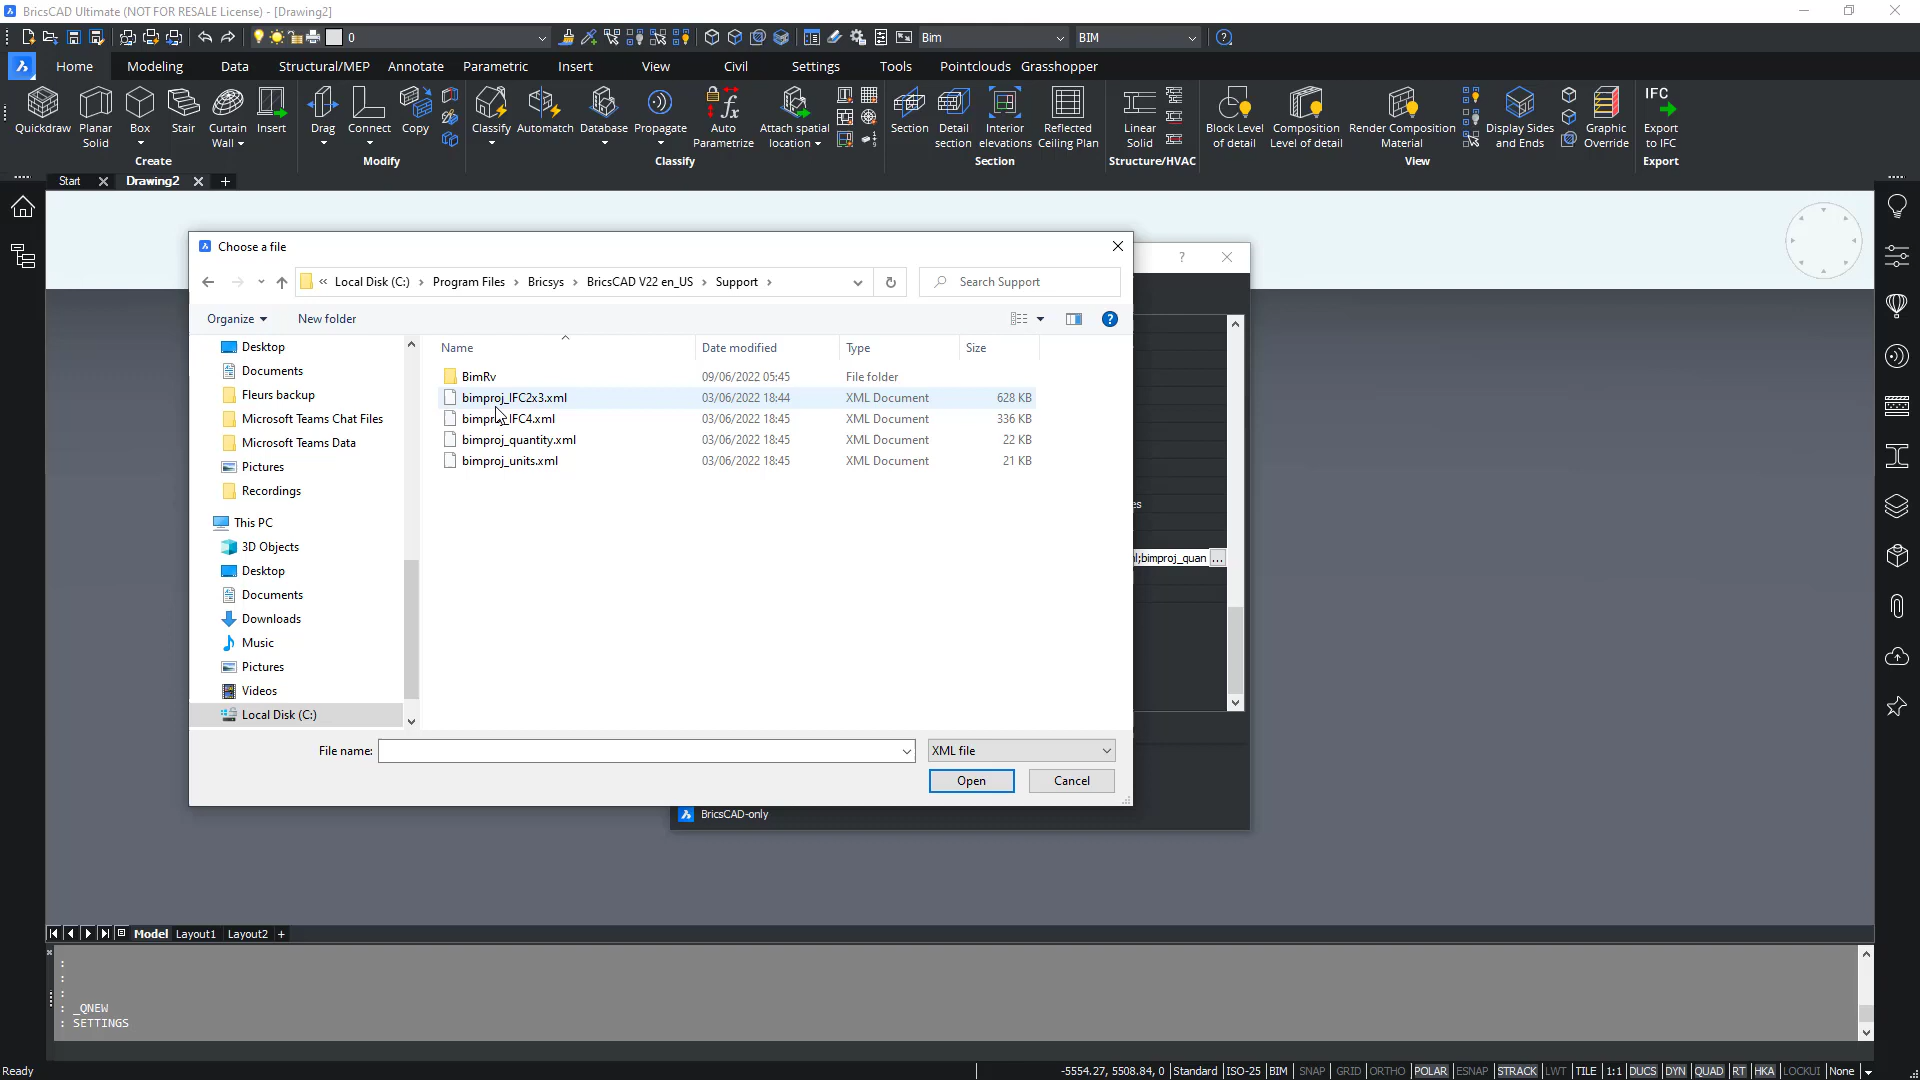 BricsCAD Ultimate (NOT FOR RESALE License) - [Drawing2]
0 Bim BIM
Home Modeling Data Structural/MEP Annotate Parametric Insert View Civil Settings Tools Pointclouds Grasshopper
Quickdraw Planar Solid Box Stair Curtain Wall Insert Drag Connect Copy Classify Automatch Database Propagate Auto Parametrize Attach spatial location Section Detail section Interior elevations Reflected Ceiling Plan Linear Solid Block Level of detail Composition Level of detail Render Composition Material Display Sides and Ends Graphic Override IFC Export to IFC
Create Modify Classify Section Structure/HVAC View Export
Start Drawing2
Choose a file
Local Disk (C:) Program Files Bricsys BricsCAD V22 en_US Support Search Support
Organize New folder
Name Date modified Type Size
Desktop
Documents
Fleurs backup
Microsoft Teams Chat Files
Microsoft Teams Data
Pictures
Recordings
This PC
3D Objects
Desktop
Documents
Downloads
Music
Pictures
Videos
Local Disk (C:)
BimRv 09/06/2022 05:45 File folder
bimproj_IFC2x3.xml 03/06/2022 18:44 XML Document 628 KB
bimproj_IFC4.xml 03/06/2022 18:45 XML Document 336 KB
bimproj_quantity.xml 03/06/2022 18:45 XML Document 22 KB
bimproj_units.xml 03/06/2022 18:45 XML Document 21 KB
es
l;bimproj_quan ...
File name: XML file
Open Cancel
BricsCAD-only
Model Layout1 Layout2 +
:
:
:
: _QNEW
: SETTINGS
Ready -5554.27, 5508.84, 0 Standard ISO-25 BIM SNAP GRID ORTHO POLAR ESNAP STRACK LWT TILE 1:1 DUCS DYN QUAD RT HKA LOCKUI None